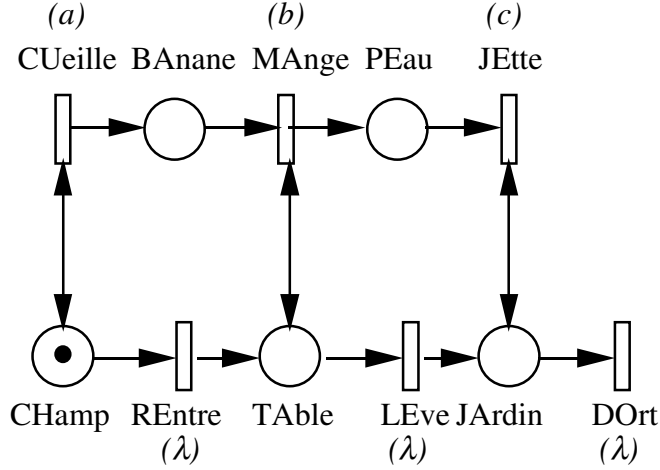 (a) (b) (c)
CUeille BAnane MAnge PEau JEtte
CHamp REntre TAble LEve JArdin DOrt
(λ) (λ) (λ)